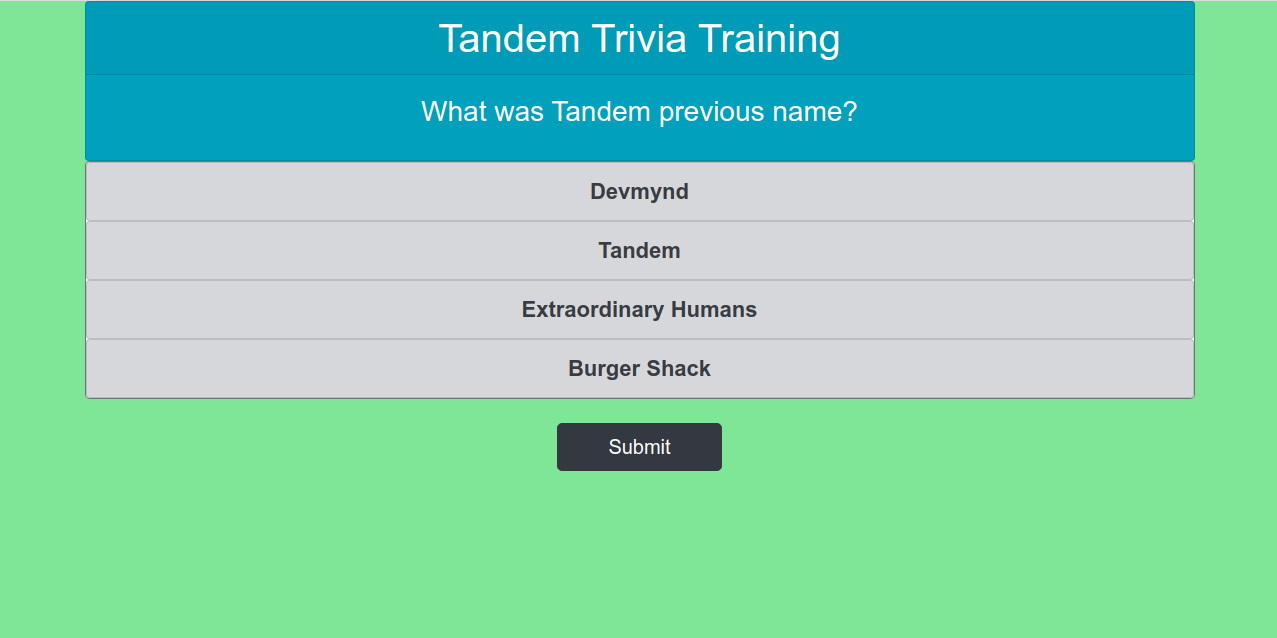 Tandem Trivia Training
What was Tandem previous name?
Devmynd
Tandem
Extraordinary Humans
Burger Shack
Submit